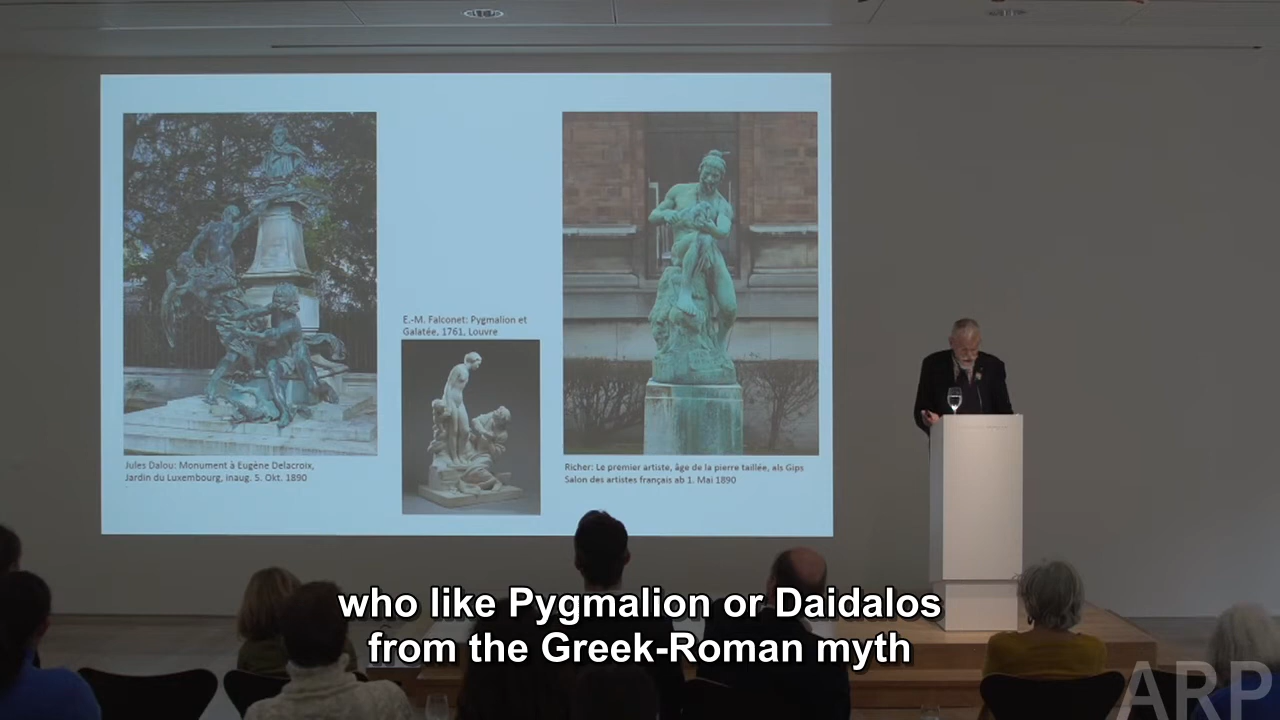 E.-M. Falconet: Pygmalion et
Galatée, 1761, Louvre
Jules Dalou: Monument à Eugène Delacroix,
Jardin du Luxembourg, inaug. 5. Okt. 1890
Richer: Le premier artiste, âge de la pierre taillée, als Gips
Salon des artistes français ab 1. Mai 1890
who like Pygmalion or Daidalos
from the Greek-Roman myth
ARP